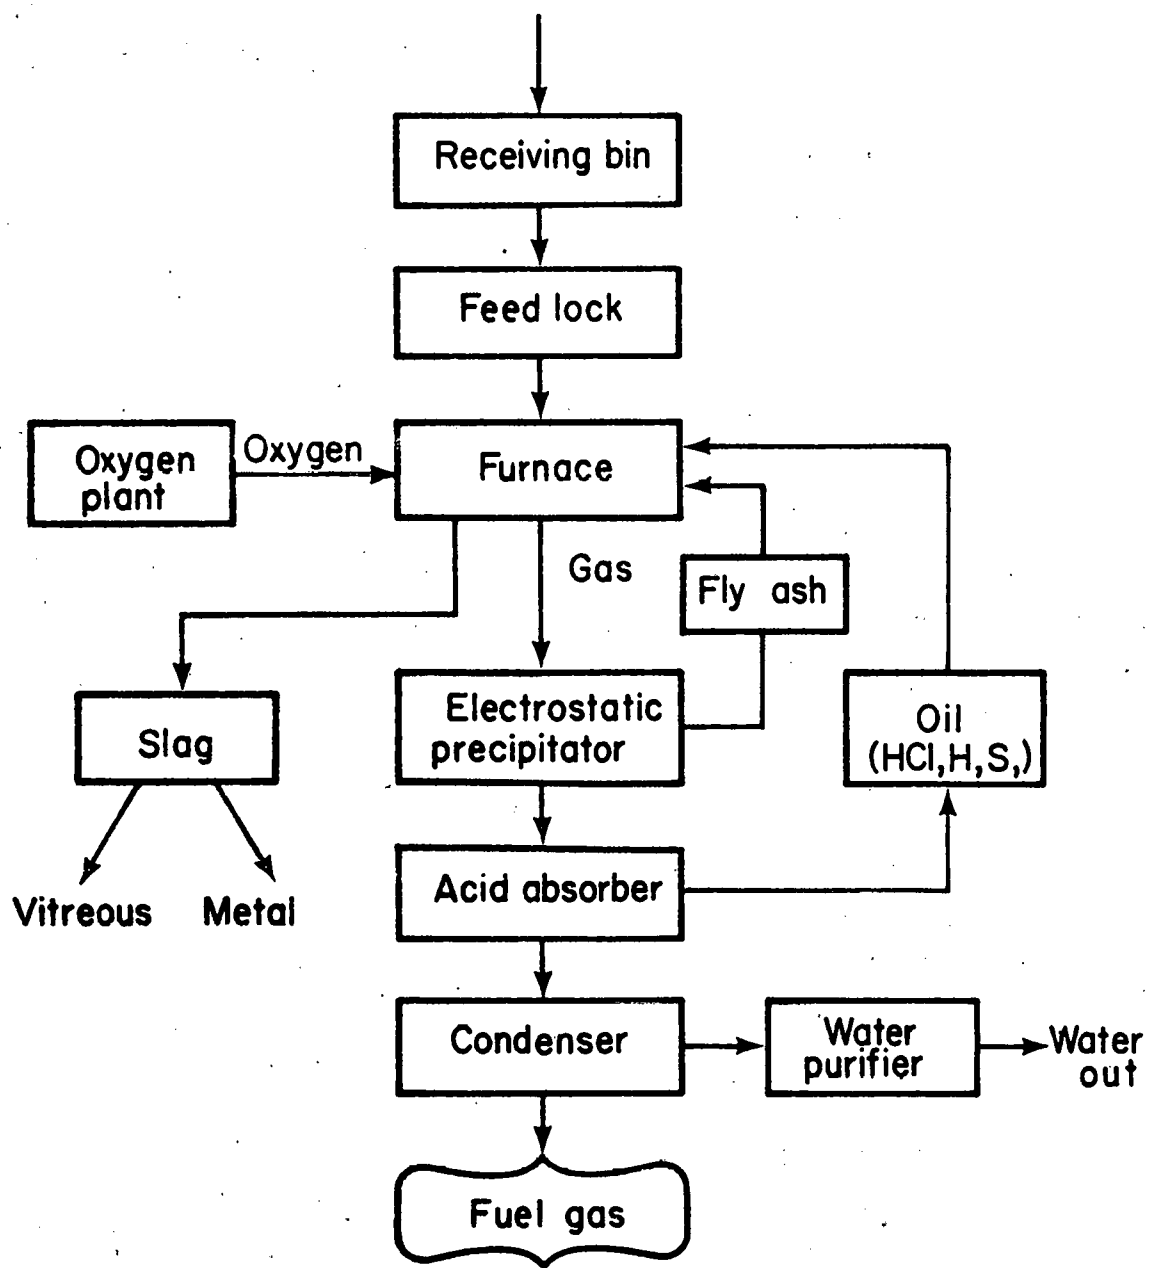 Receiving bin
Feed lock
Oxygen
plant
Oxygen
Furnace
Gas
Fly ash
Slag
Electrostatic
precipitator
Oil
(HCl,H,S,)
Vitreous
Metal
Acid absorber
Condenser
Water
purifier
Water
out
Fuel gas